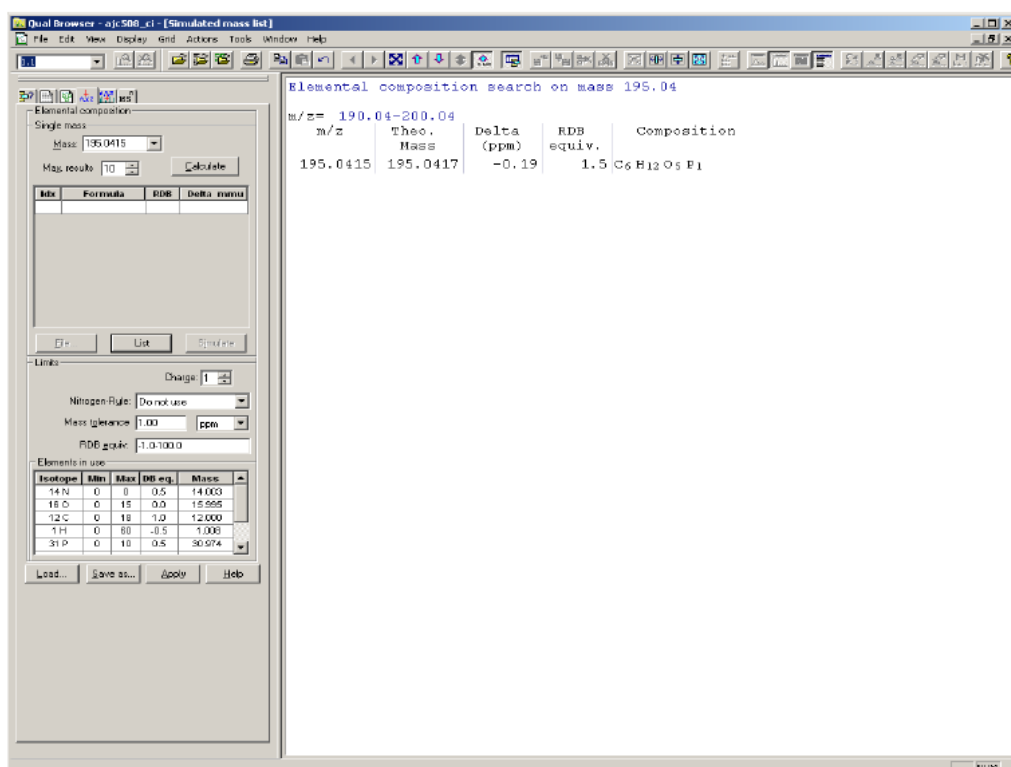 Qual Browser - ajc508_ci - [Simulated mass list]
File Edit View Display Grid Actions Tools Window Help
Elemental composition
Single mass
Mass: 195.0415
Max. results 10 Calculate
Idx Formula RDB Delta mmu
File List Simulate
Limits
Charge: 1
Nitrogen-Rule: Do not use
Mass tolerance 1.00 ppm
RDB equiv: -1.0-100.0
Elements in use
Isotope Min Max DB eq. Mass
14 N 0 0 0.5 14.003
16 O 0 15 0.0 15.995
12 C 0 18 1.0 12.000
1 H 0 60 -0.5 1.008
31 P 0 10 0.5 30.974
Load... Save as... Apply Help
Elemental composition search on mass 195.04
m/z= 190.04-200.04
m/z Theo. Delta RDB Composition
Mass (ppm) equiv.
195.0415 195.0417 -0.19 1.5 C6 H12 O5 P1